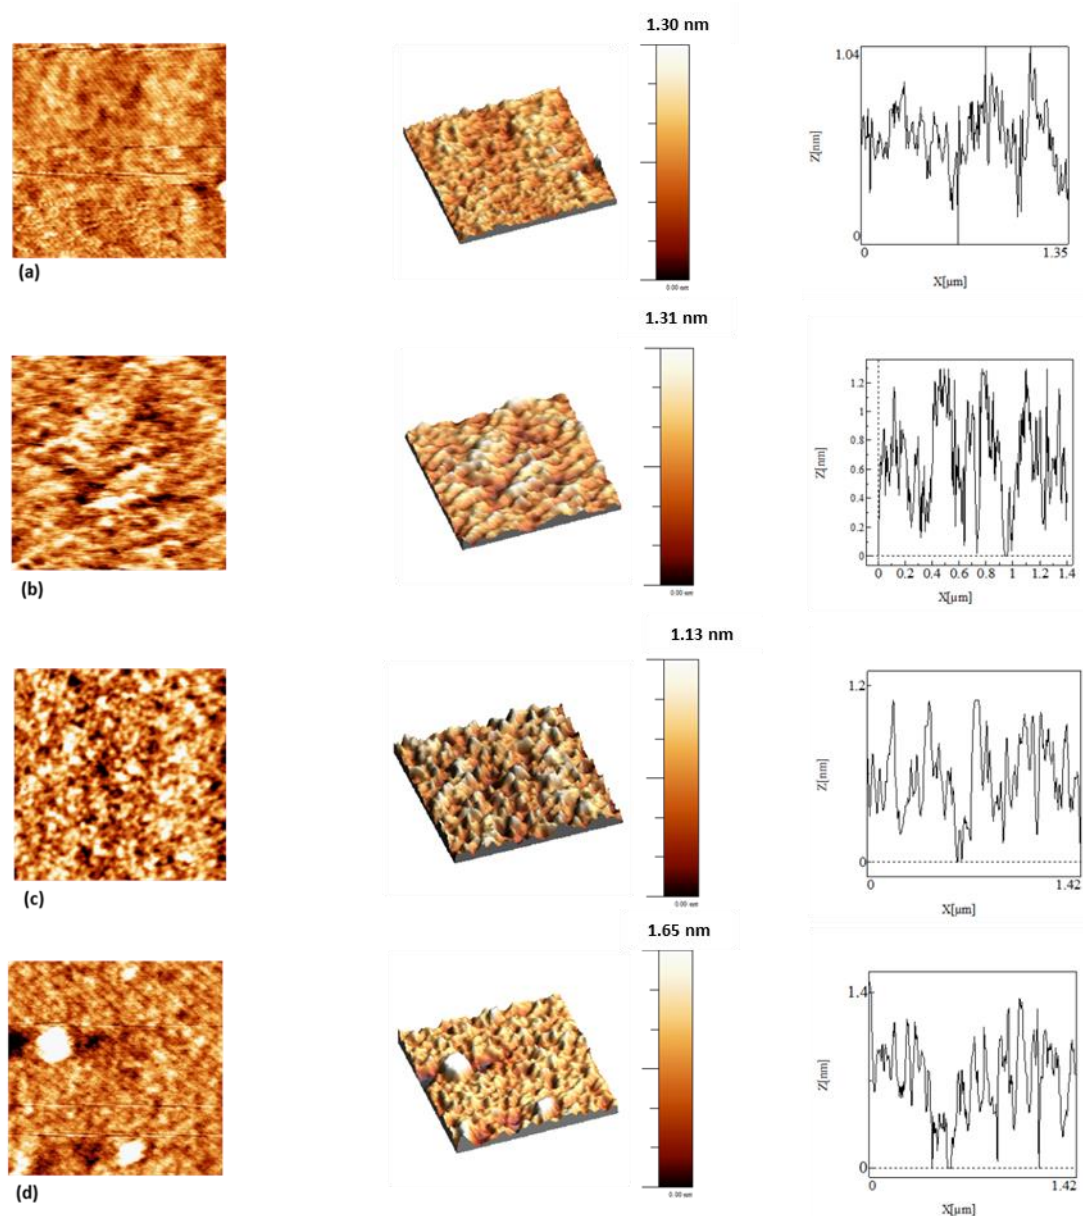 1.30 nm
0.00 nm
1.04
Z[nm]
0
0
1.35
X[µm]
(a)
1.31 nm
0.00 nm
1.2
1
0.8
0.6
0.4
0.2
0
Z[nm]
0 0.2 0.4 0.6 0.8 1 1.2 1.4
X[µm]
(b)
1.13 nm
0.00 nm
1.2
Z[nm]
0
0
1.42
X[µm]
(c)
1.65 nm
0.00 nm
1.4
Z[nm]
0
0
1.42
X[µm]
(d)